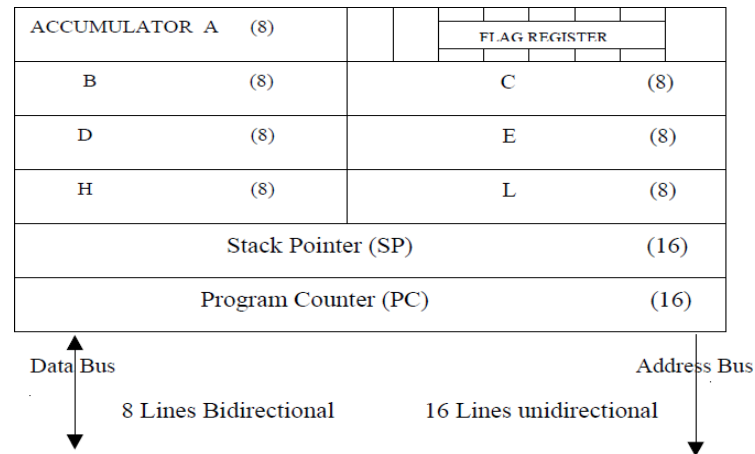 ACCUMULATOR A (8) FLAG REGISTER
B (8) C (8)
D (8) E (8)
H (8) L (8)
Stack Pointer (SP) (16)
Program Counter (PC) (16)
Data Bus Address Bus
8 Lines Bidirectional 16 Lines unidirectional